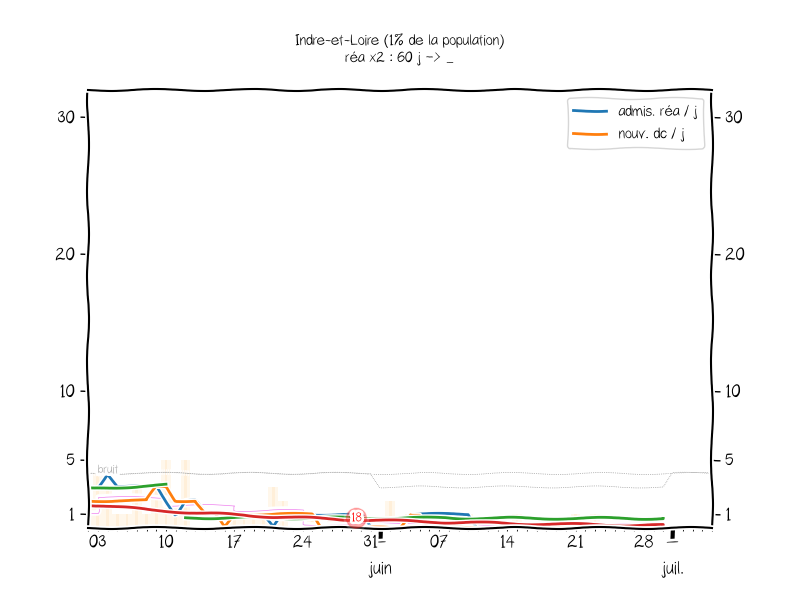 Indre-et-Loire (1% de la population)
réa x2 : 60 j -> _
admis. réa / j
nouv. dc / j
30
30
20
20
10
10
5
5
bruit
1
18
1
03 10 17 24 31 07 14 21 28
juin juil.